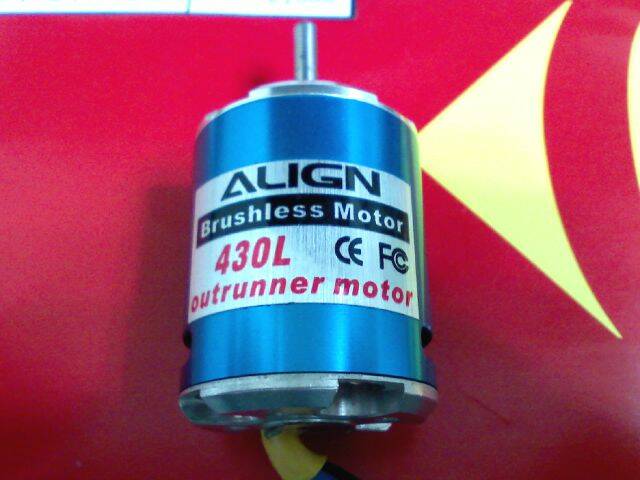 ALIGN
Brushless Motor
430L CE FC
outrunner motor